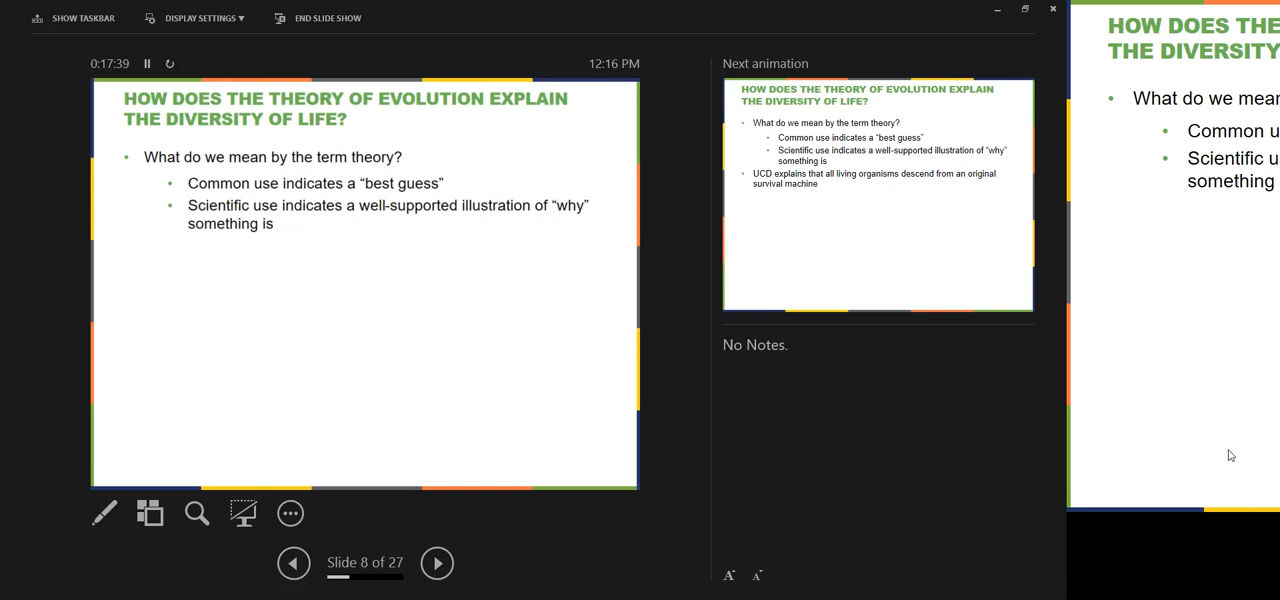 SHOW TASKBAR DISPLAY SETTINGS ▾ END SLIDE SHOW
0:17:39 12:16 PM
HOW DOES THE THEORY OF EVOLUTION EXPLAIN
THE DIVERSITY OF LIFE?
• What do we mean by the term theory?
• Common use indicates a “best guess”
• Scientific use indicates a well-supported illustration of “why”
something is
Slide 8 of 27
Next animation
HOW DOES THE THEORY OF EVOLUTION EXPLAIN
THE DIVERSITY OF LIFE?
• What do we mean by the term theory?
• Common use indicates a “best guess”
• Scientific use indicates a well-supported illustration of “why”
something is
• UCD explains that all living organisms descend from an original
survival machine
No Notes.
A A
HOW DOES THE
THE DIVERSITY
• What do we mean
• Common u
• Scientific u
something